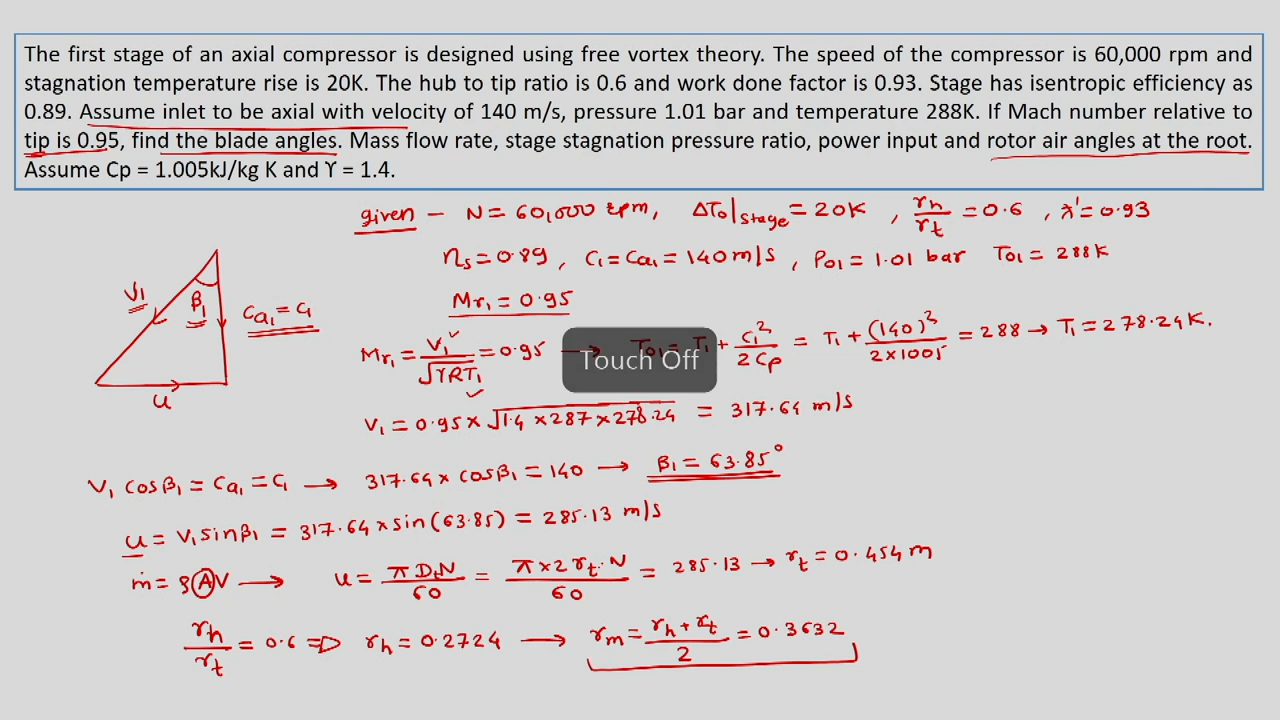 The first stage of an axial compressor is designed using free vortex theory. The speed of the compressor is 60,000 rpm and
stagnation temperature rise is 20K. The hub to tip ratio is 0.6 and work done factor is 0.93. Stage has isentropic efficiency as
0.89. Assume inlet to be axial with velocity of 140 m/s, pressure 1.01 bar and temperature 288K. If Mach number relative to
tip is 0.95, find the blade angles. Mass flow rate, stage stagnation pressure ratio, power input and rotor air angles at the root.
Assume Cp = 1.005kJ/kg K and ϒ = 1.4.
given – N = 60,000 rpm, ΔT₀|stage = 20K, rh/rt = 0.6, λ' = 0.93
ηs = 0.89, C₁ = Ca₁ = 140 m/s, P₀₁ = 1.01 bar T₀₁ = 288K
Mr₁ = 0.95
V₁ β₁ Ca₁ = C₁
u
Mr₁ = V₁/√(γRT₁) = 0.95 → T₀₁ = T₁ + C₁²/2Cp = T₁ + (140)²/(2×1005) = 288 → T₁ = 278.24K.
Touch Off
V₁ = 0.95 × √(1.4 × 287 × 278.24) = 317.64 m/s
V₁ cosβ₁ = Ca₁ = C₁ → 317.64 × cosβ₁ = 140 → β₁ = 63.85°
u = V₁ sinβ₁ = 317.64 × sin(63.85) = 285.13 m/s
ṁ = ρAV → u = πDtN/60 = π×2rt·N/60 = 285.13 → rt = 0.454 m
rh/rt = 0.6 ⇒ rh = 0.2724 → rm = (rh + rt)/2 = 0.3632